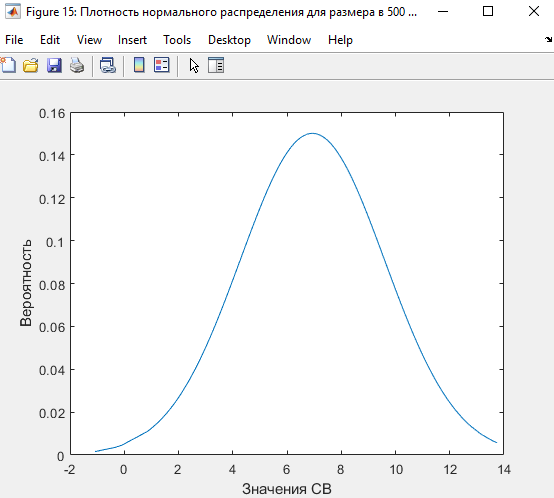 Figure 15: Плотность нормального распределения для размера в 500 ...
File Edit View Insert Tools Desktop Window Help
0.16
0.14
0.12
0.1
0.08
0.06
0.04
0.02
0
Вероятность
-2 0 2 4 6 8 10 12 14
Значения СВ